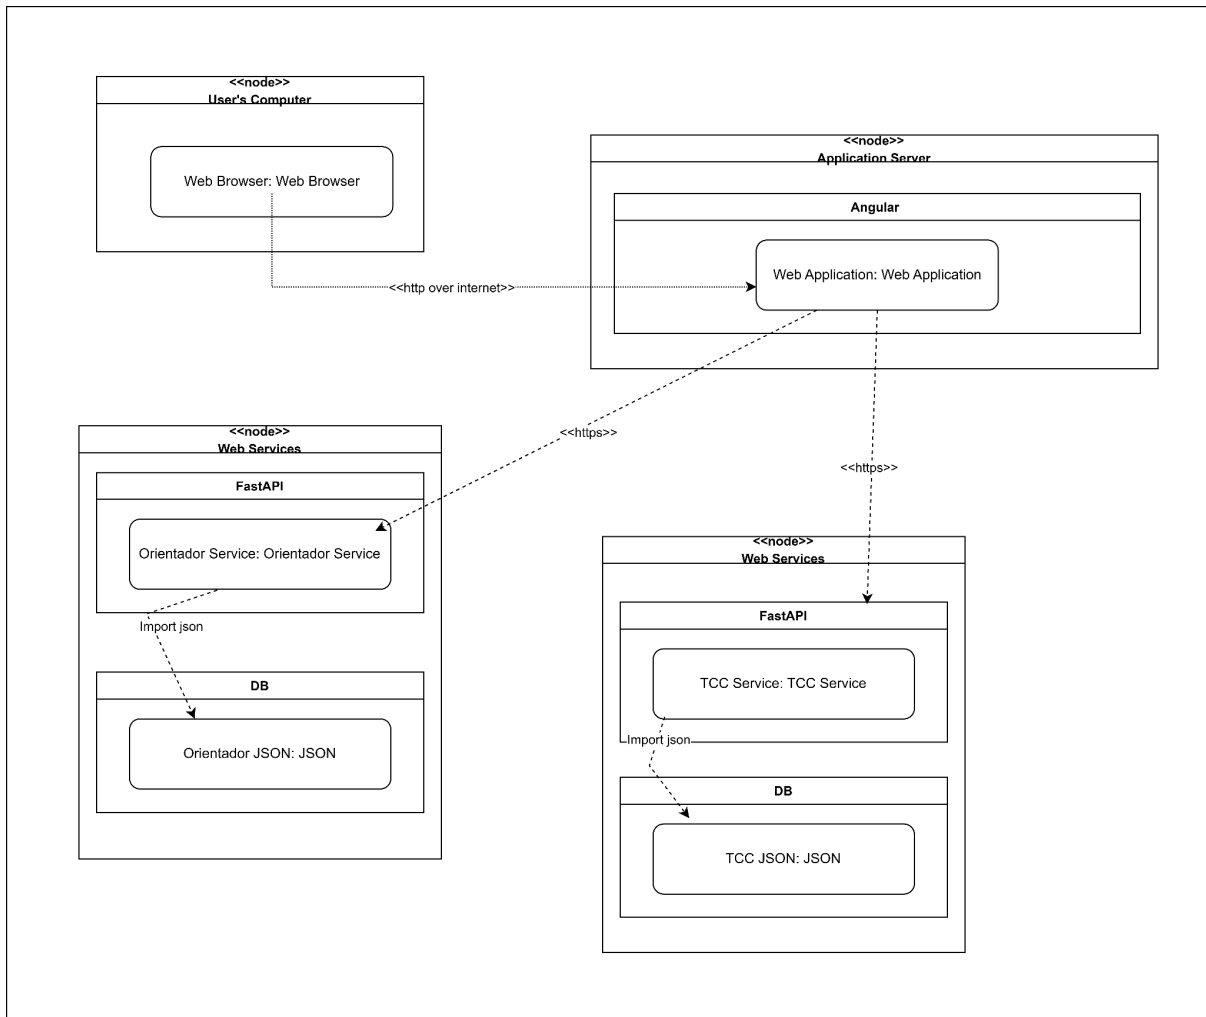 <<node>>
User's Computer
Web Browser: Web Browser
<<node>>
Application Server
Angular
Web Application: Web Application
<<http over internet>>
<<https>>
<<https>>
<<node>>
Web Services
FastAPI
Orientador Service: Orientador Service
Import json
DB
Orientador JSON: JSON
<<node>>
Web Services
FastAPI
TCC Service: TCC Service
Import json
DB
TCC JSON: JSON